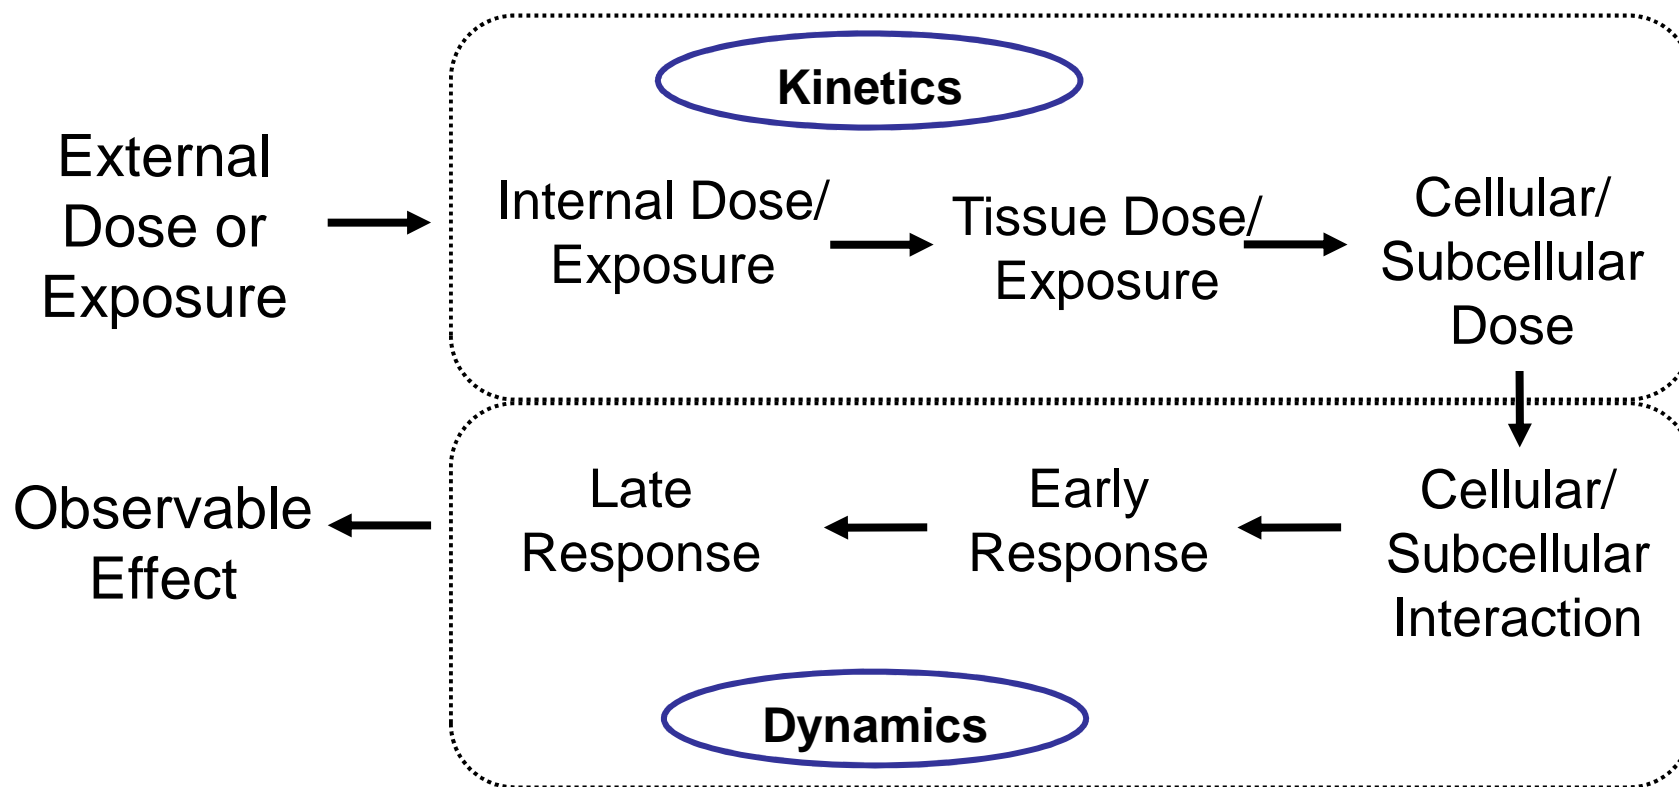 Kinetics
External
Dose or
Exposure
Internal Dose/
Exposure
Tissue Dose/
Exposure
Cellular/
Subcellular
Dose
Cellular/
Subcellular
Interaction
Early
Response
Late
Response
Observable
Effect
Dynamics